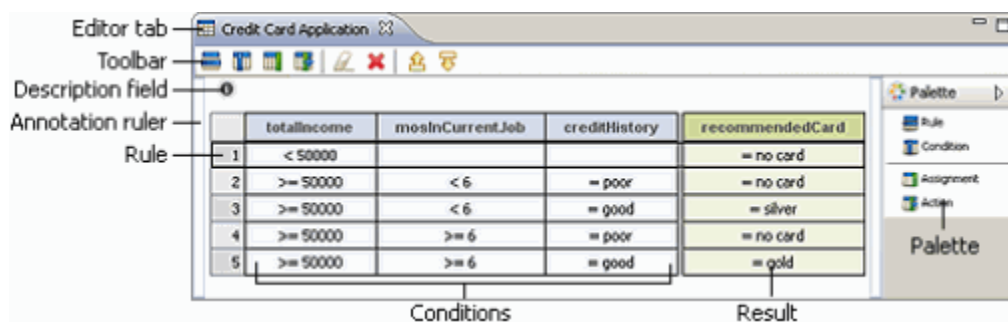 Editor tab
Credit Card Application
Toolbar
Description field
Annotation ruler
Palette
totalIncome mosInCurrentJob creditHistory recommendedCard
Rule
Rule
1 < 50000 = no card
Condition
2 >= 50000 < 6 = poor = no card
Assignment
3 >= 50000 < 6 = good = silver
Action
4 >= 50000 >= 6 = poor = no card
Palette
5 >= 50000 >= 6 = good = gold
Conditions
Result